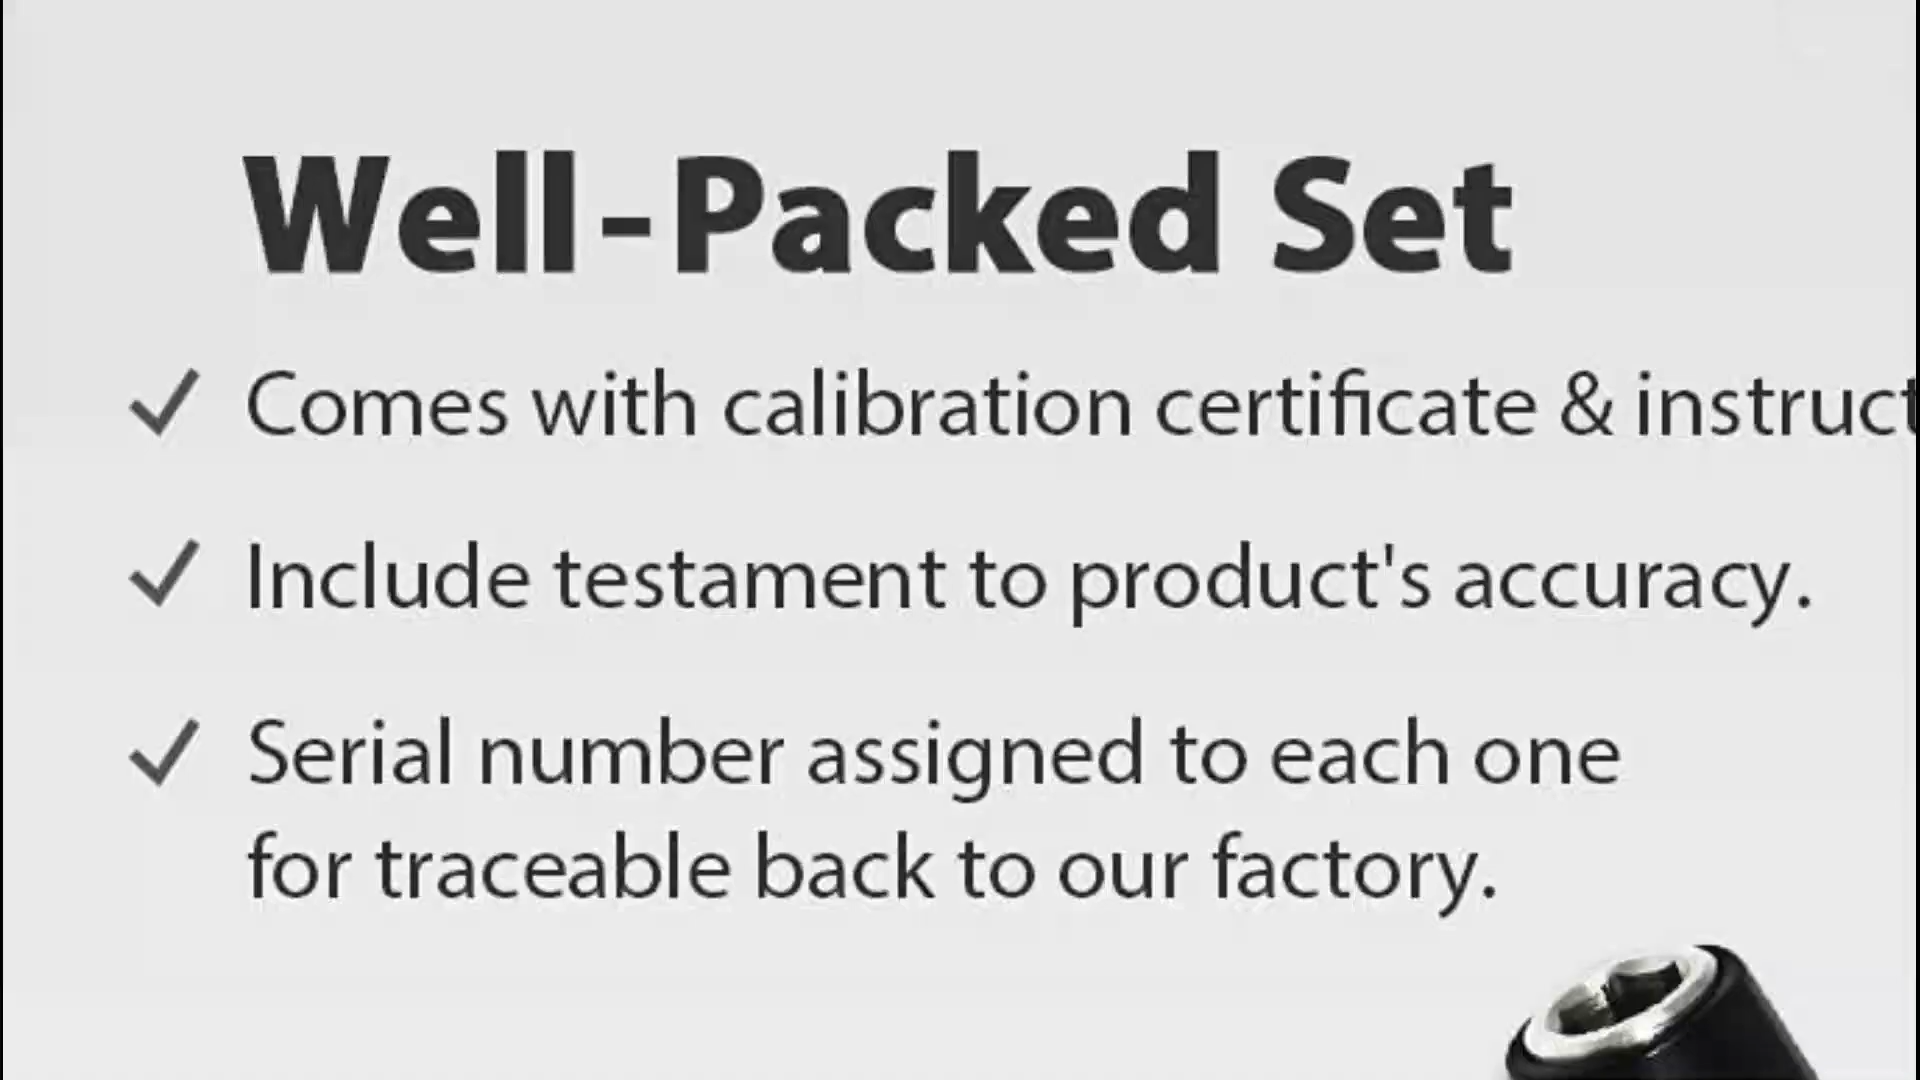 Well-Packed Set
Comes with calibration certificate & instruct
Include testament to product's accuracy.
Serial number assigned to each one
for traceable back to our factory.